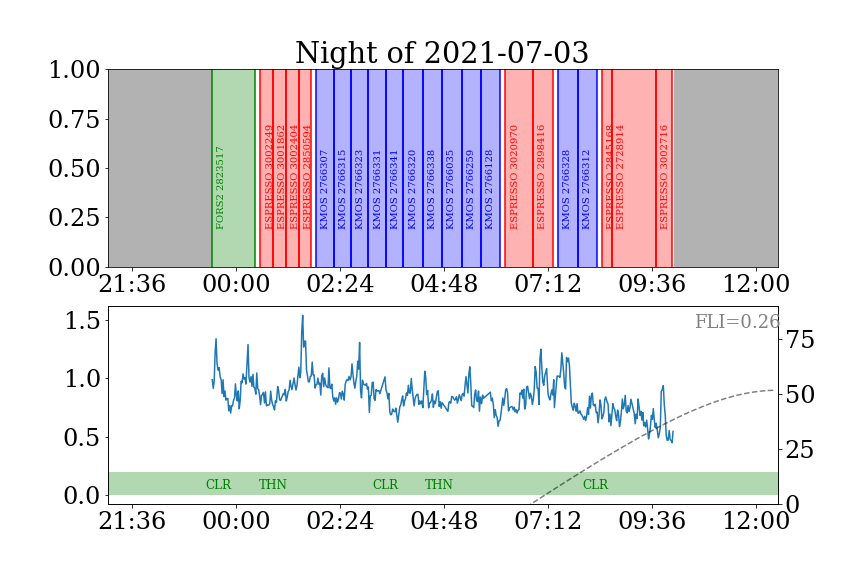 Night of 2021-07-03
1.00
0.75
0.50
0.25
0.00
FORS2 2823517
ESPRESSO 3002249
ESPRESSO 3001862
ESPRESSO 3002404
ESPRESSO 2850594
KMOS 2766307
KMOS 2766315
KMOS 2766323
KMOS 2766331
KMOS 2766341
KMOS 2766320
KMOS 2766338
KMOS 2766035
KMOS 2766259
KMOS 2766128
ESPRESSO 3020970
ESPRESSO 2898416
KMOS 2766328
KMOS 2766312
ESPRESSO 2845168
ESPRESSO 2728914
ESPRESSO 3002716
21:36 00:00 02:24 04:48 07:12 09:36 12:00
FLI=0.26
1.5
1.0
0.5
0.0
75
50
25
0
CLR THN CLR THN CLR
21:36 00:00 02:24 04:48 07:12 09:36 12:00